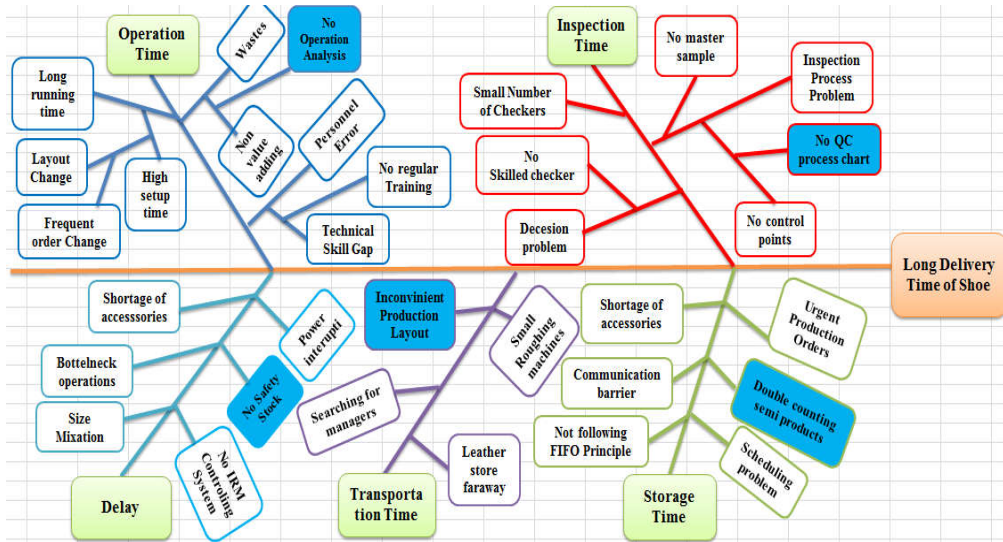 Operation
Time
Wastes
No
Operation
Analysis
Long
running
time
Layout
Change
Frequent
order Change
High
setup
time
Non
value
adding
Personnel
Error
No regular
Training
Technical
Skill Gap
Inspection
Time
No master
sample
Inspection
Process
Problem
Small Number
of Checkers
No QC
process chart
No
Skilled checker
Decesion
problem
No control
points
Long Delivery
Time of Shoe
Shortage of
accesssories
Power
interrupti
Bottelneck
operations
No Safety
Stock
Size
Mixation
No IRM
Controling
System
Delay
Inconvinient
Production
Layout
Small
Roughing
machines
Searching for
managers
Leather
store
faraway
Transporta
tion Time
Shortage of
accessories
Urgent
Production
Orders
Communication
barrier
Double counting
semi products
Not following
FIFO Principle
Scheduling
problem
Storage
Time